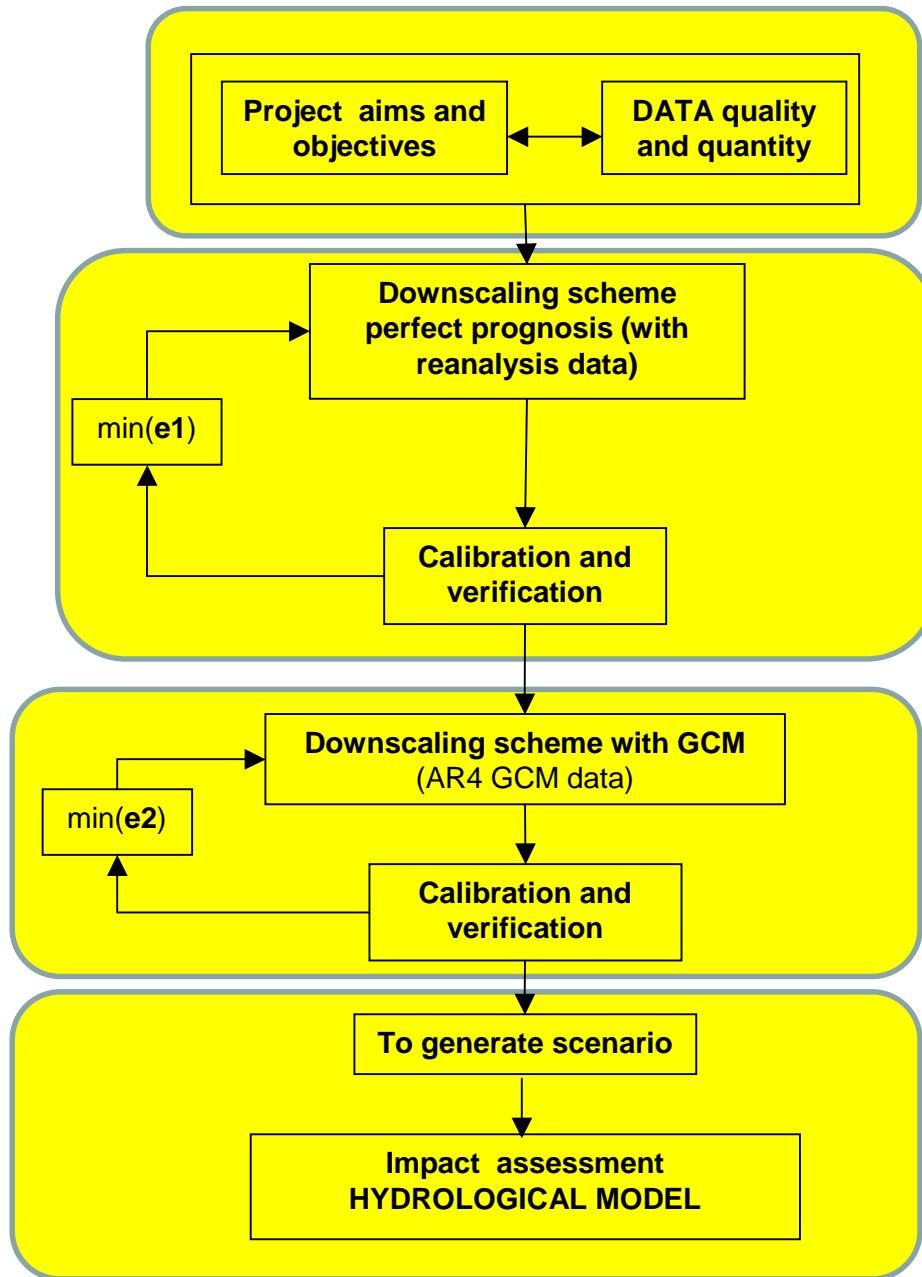 Project aims and
objectives
DATA quality
and quantity
Downscaling scheme
perfect prognosis (with
reanalysis data)
min(e1)
Calibration and
verification
Downscaling scheme with GCM
(AR4 GCM data)
min(e2)
Calibration and
verification
To generate scenario
Impact assessment
HYDROLOGICAL MODEL